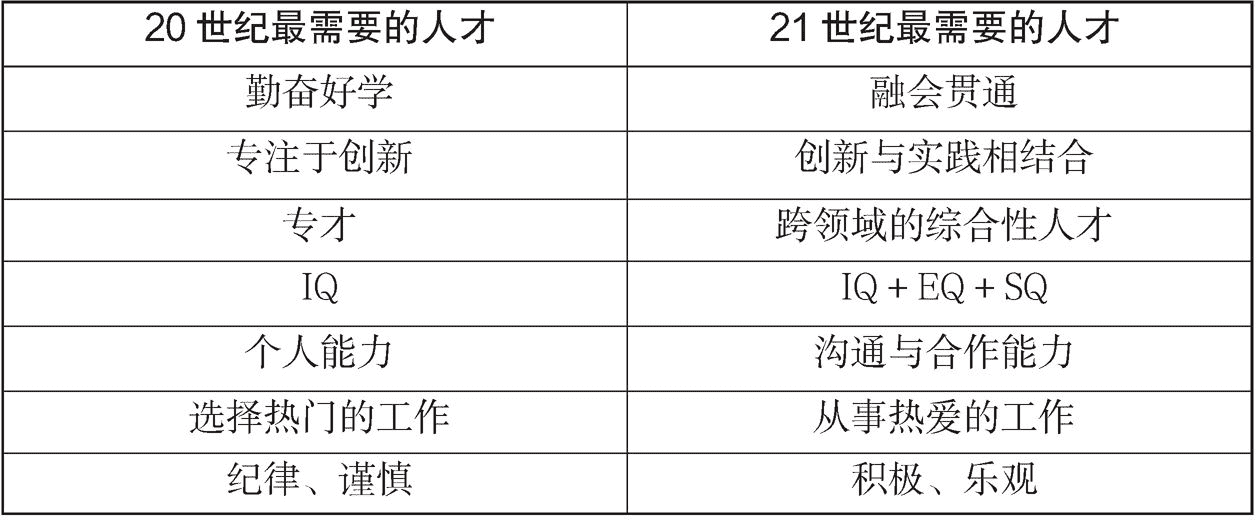 20 世纪最需要的人才 21 世纪最需要的人才
勤奋好学 融会贯通
专注于创新 创新与实践相结合
专才 跨领域的综合性人才
IQ IQ + EQ + SQ
个人能力 沟通与合作能力
选择热门的工作 从事热爱的工作
纪律、谨慎 积极、乐观